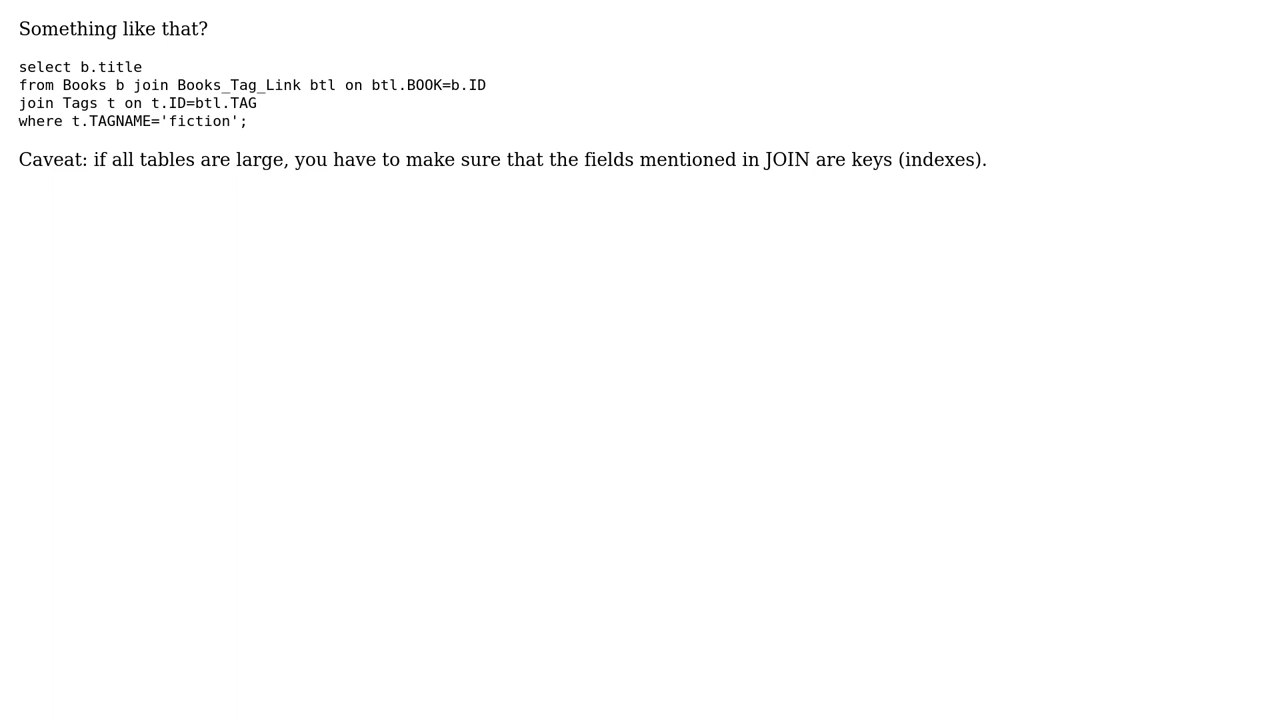 Something like that?
select b.title
from Books b join Books_Tag_Link btl on btl.BOOK=b.ID
join Tags t on t.ID=btl.TAG
where t.TAGNAME='fiction';
Caveat: if all tables are large, you have to make sure that the fields mentioned in JOIN are keys (indexes).